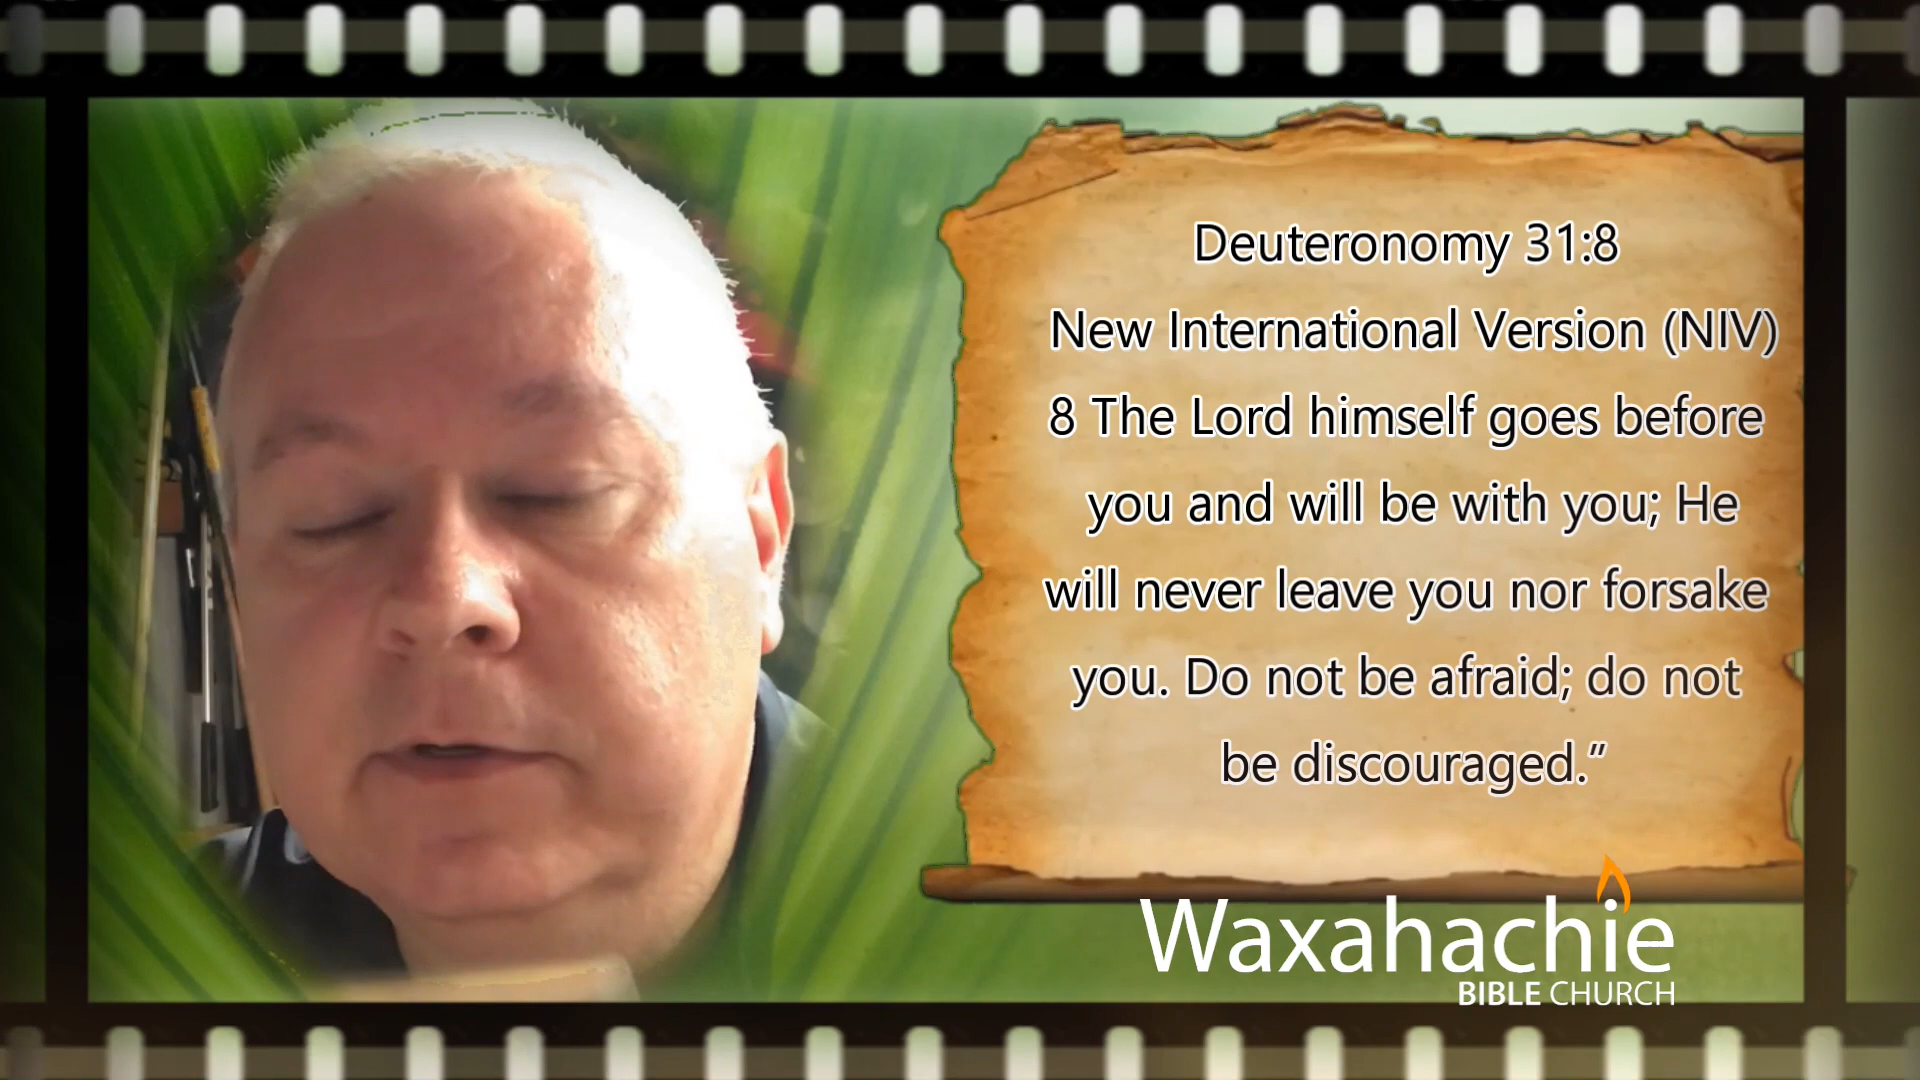 Deuteronomy 31:8
New International Version (NIV)
8 The Lord himself goes before
you and will be with you; He
will never leave you nor forsake
you. Do not be afraid; do not
be discouraged.”
Waxahachie
BIBLE CHURCH